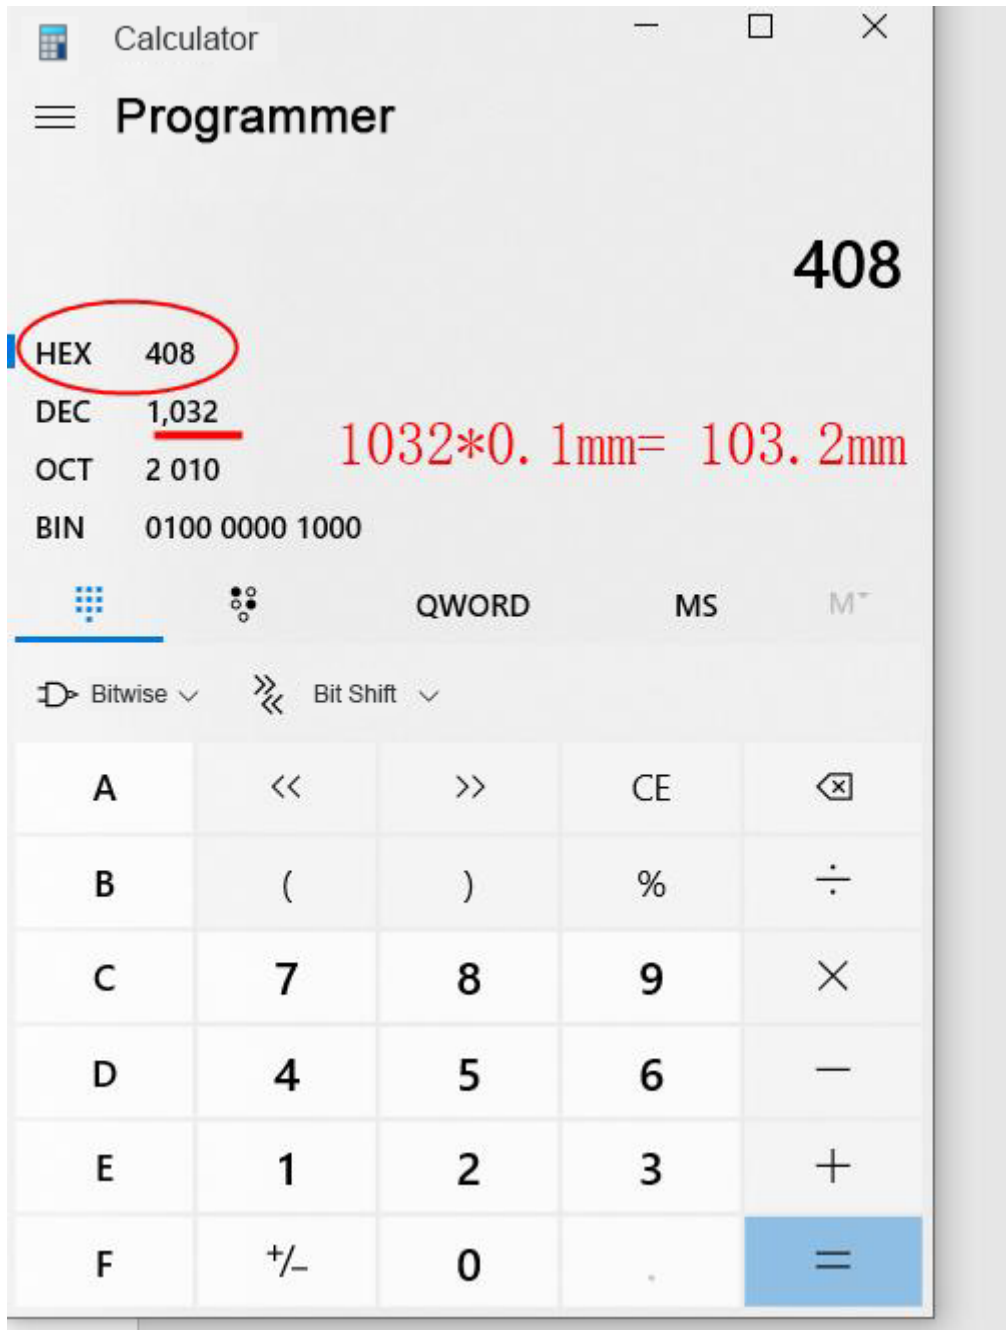 Calculator
Programmer
408
HEX 408
DEC 1,032
1032*0.1mm= 103.2mm
OCT 2 010
BIN 0100 0000 1000
QWORD MS M
Bitwise Bit Shift
A << >> CE
B ( ) % ÷
C 7 8 9 ×
D 4 5 6 −
E 1 2 3 +
F +/− 0 . =